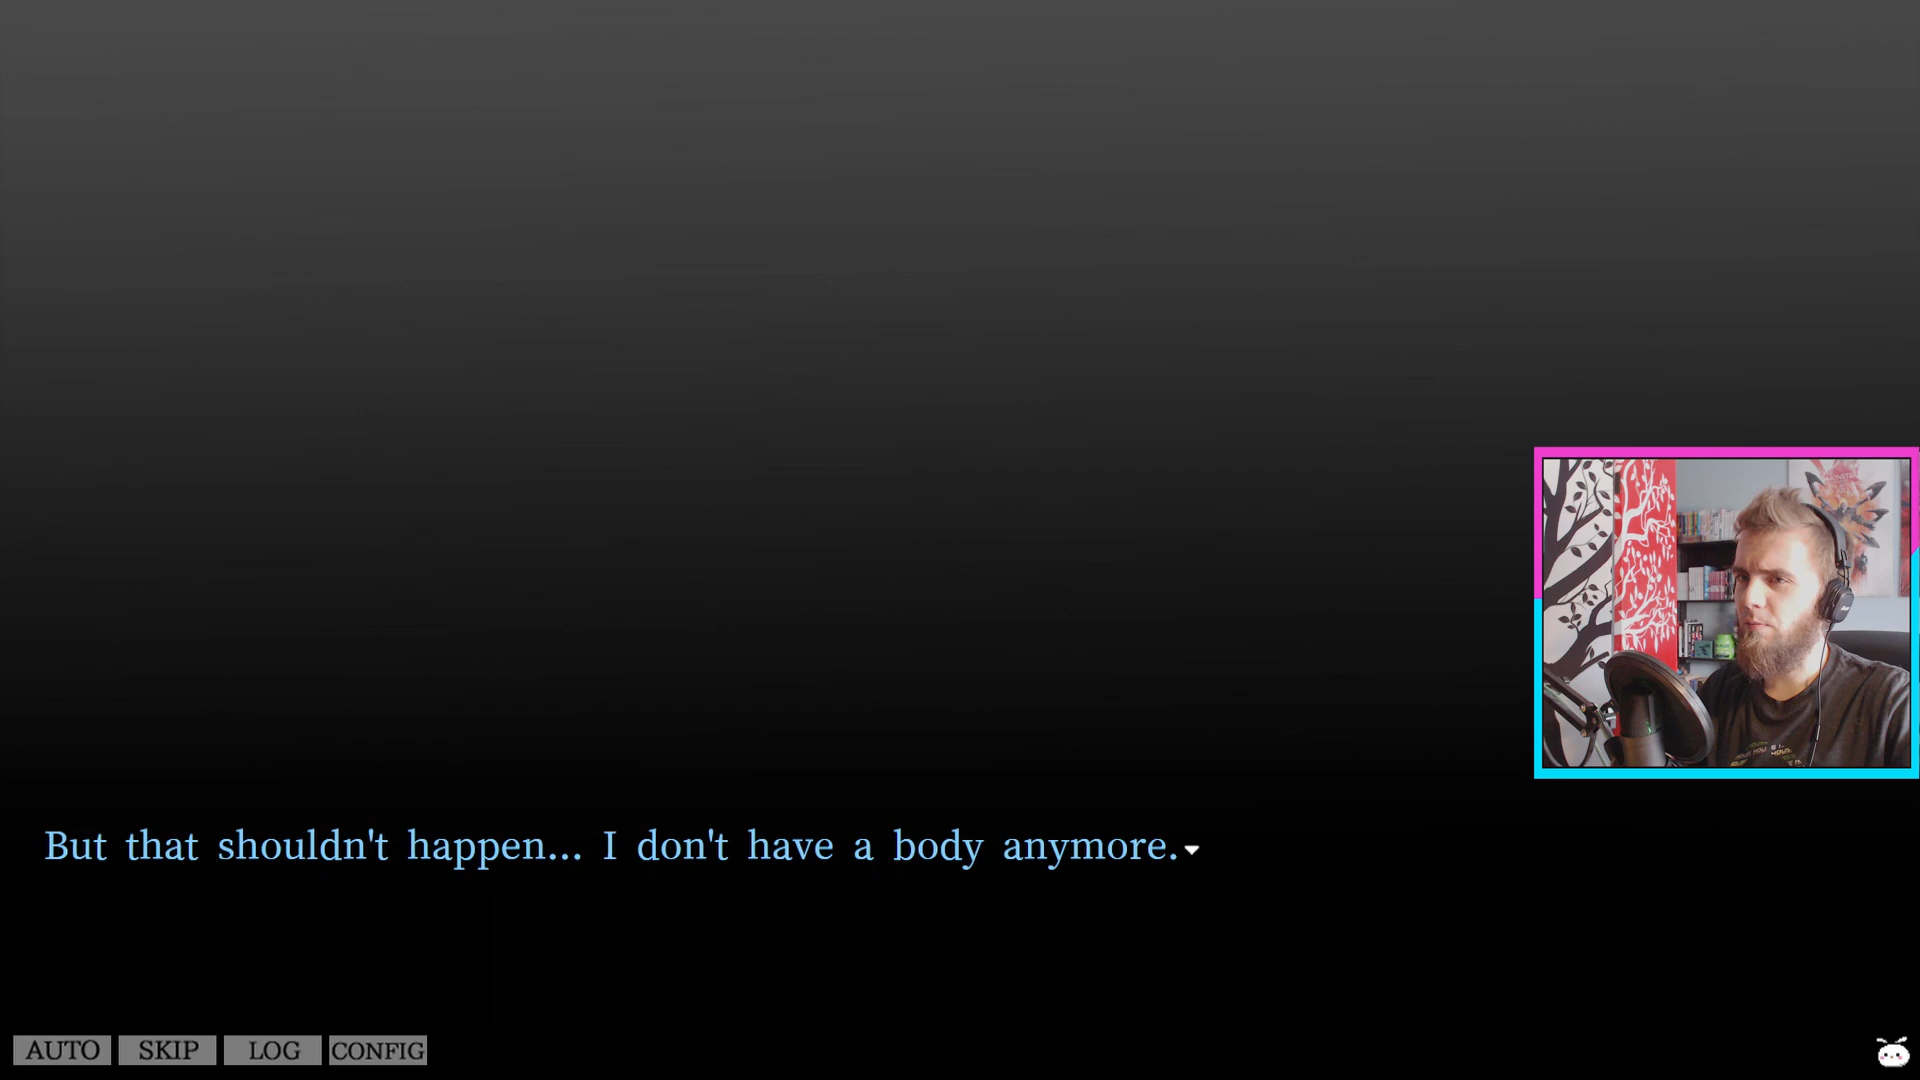 But that shouldn't happen... I don't have a body anymore.
AUTO SKIP LOG CONFIG